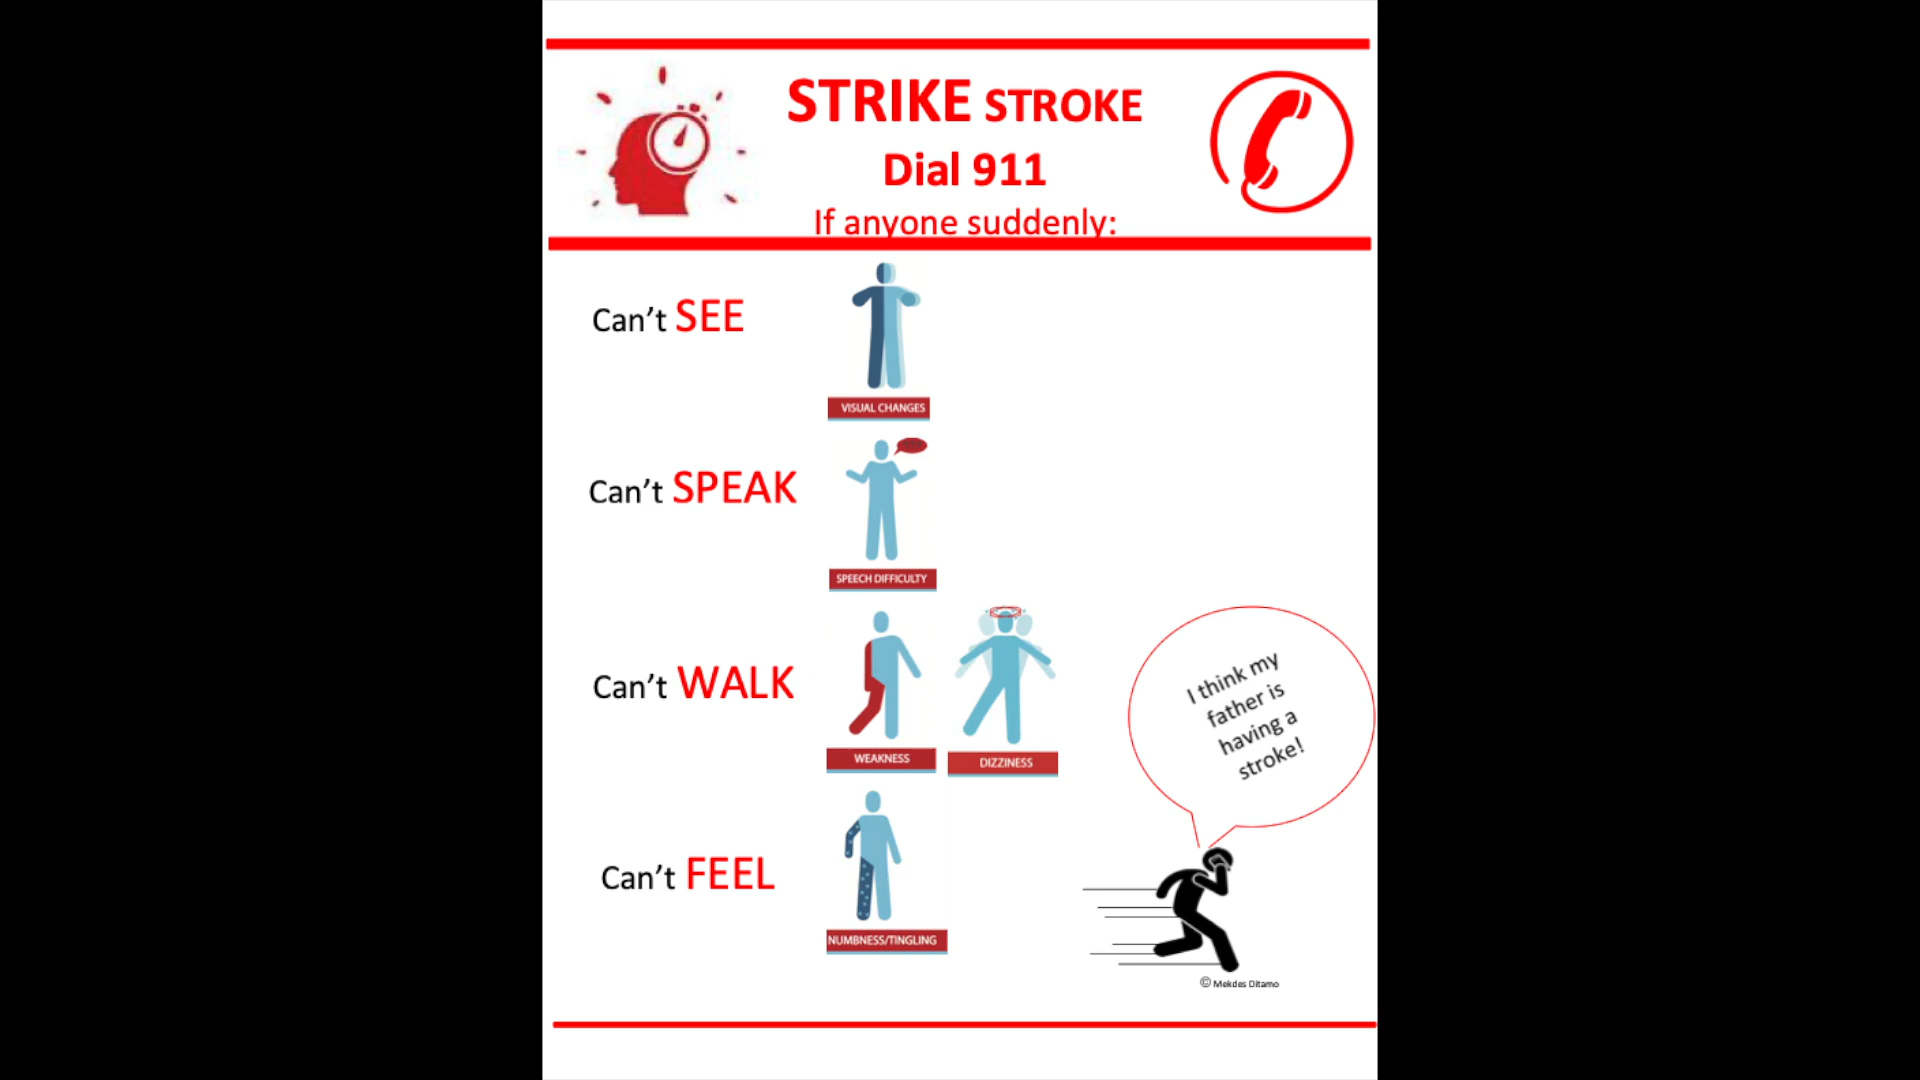 STRIKE STROKE
Dial 911
If anyone suddenly:
Can't SEE
VISUAL CHANGES
Can't SPEAK
SPEECH DIFFICULTY
Can't WALK
WEAKNESS
DIZZINESS
I think my
father is
having a
stroke!
Can't FEEL
NUMBNESS/TINGLING
© Mekdes Ditamo